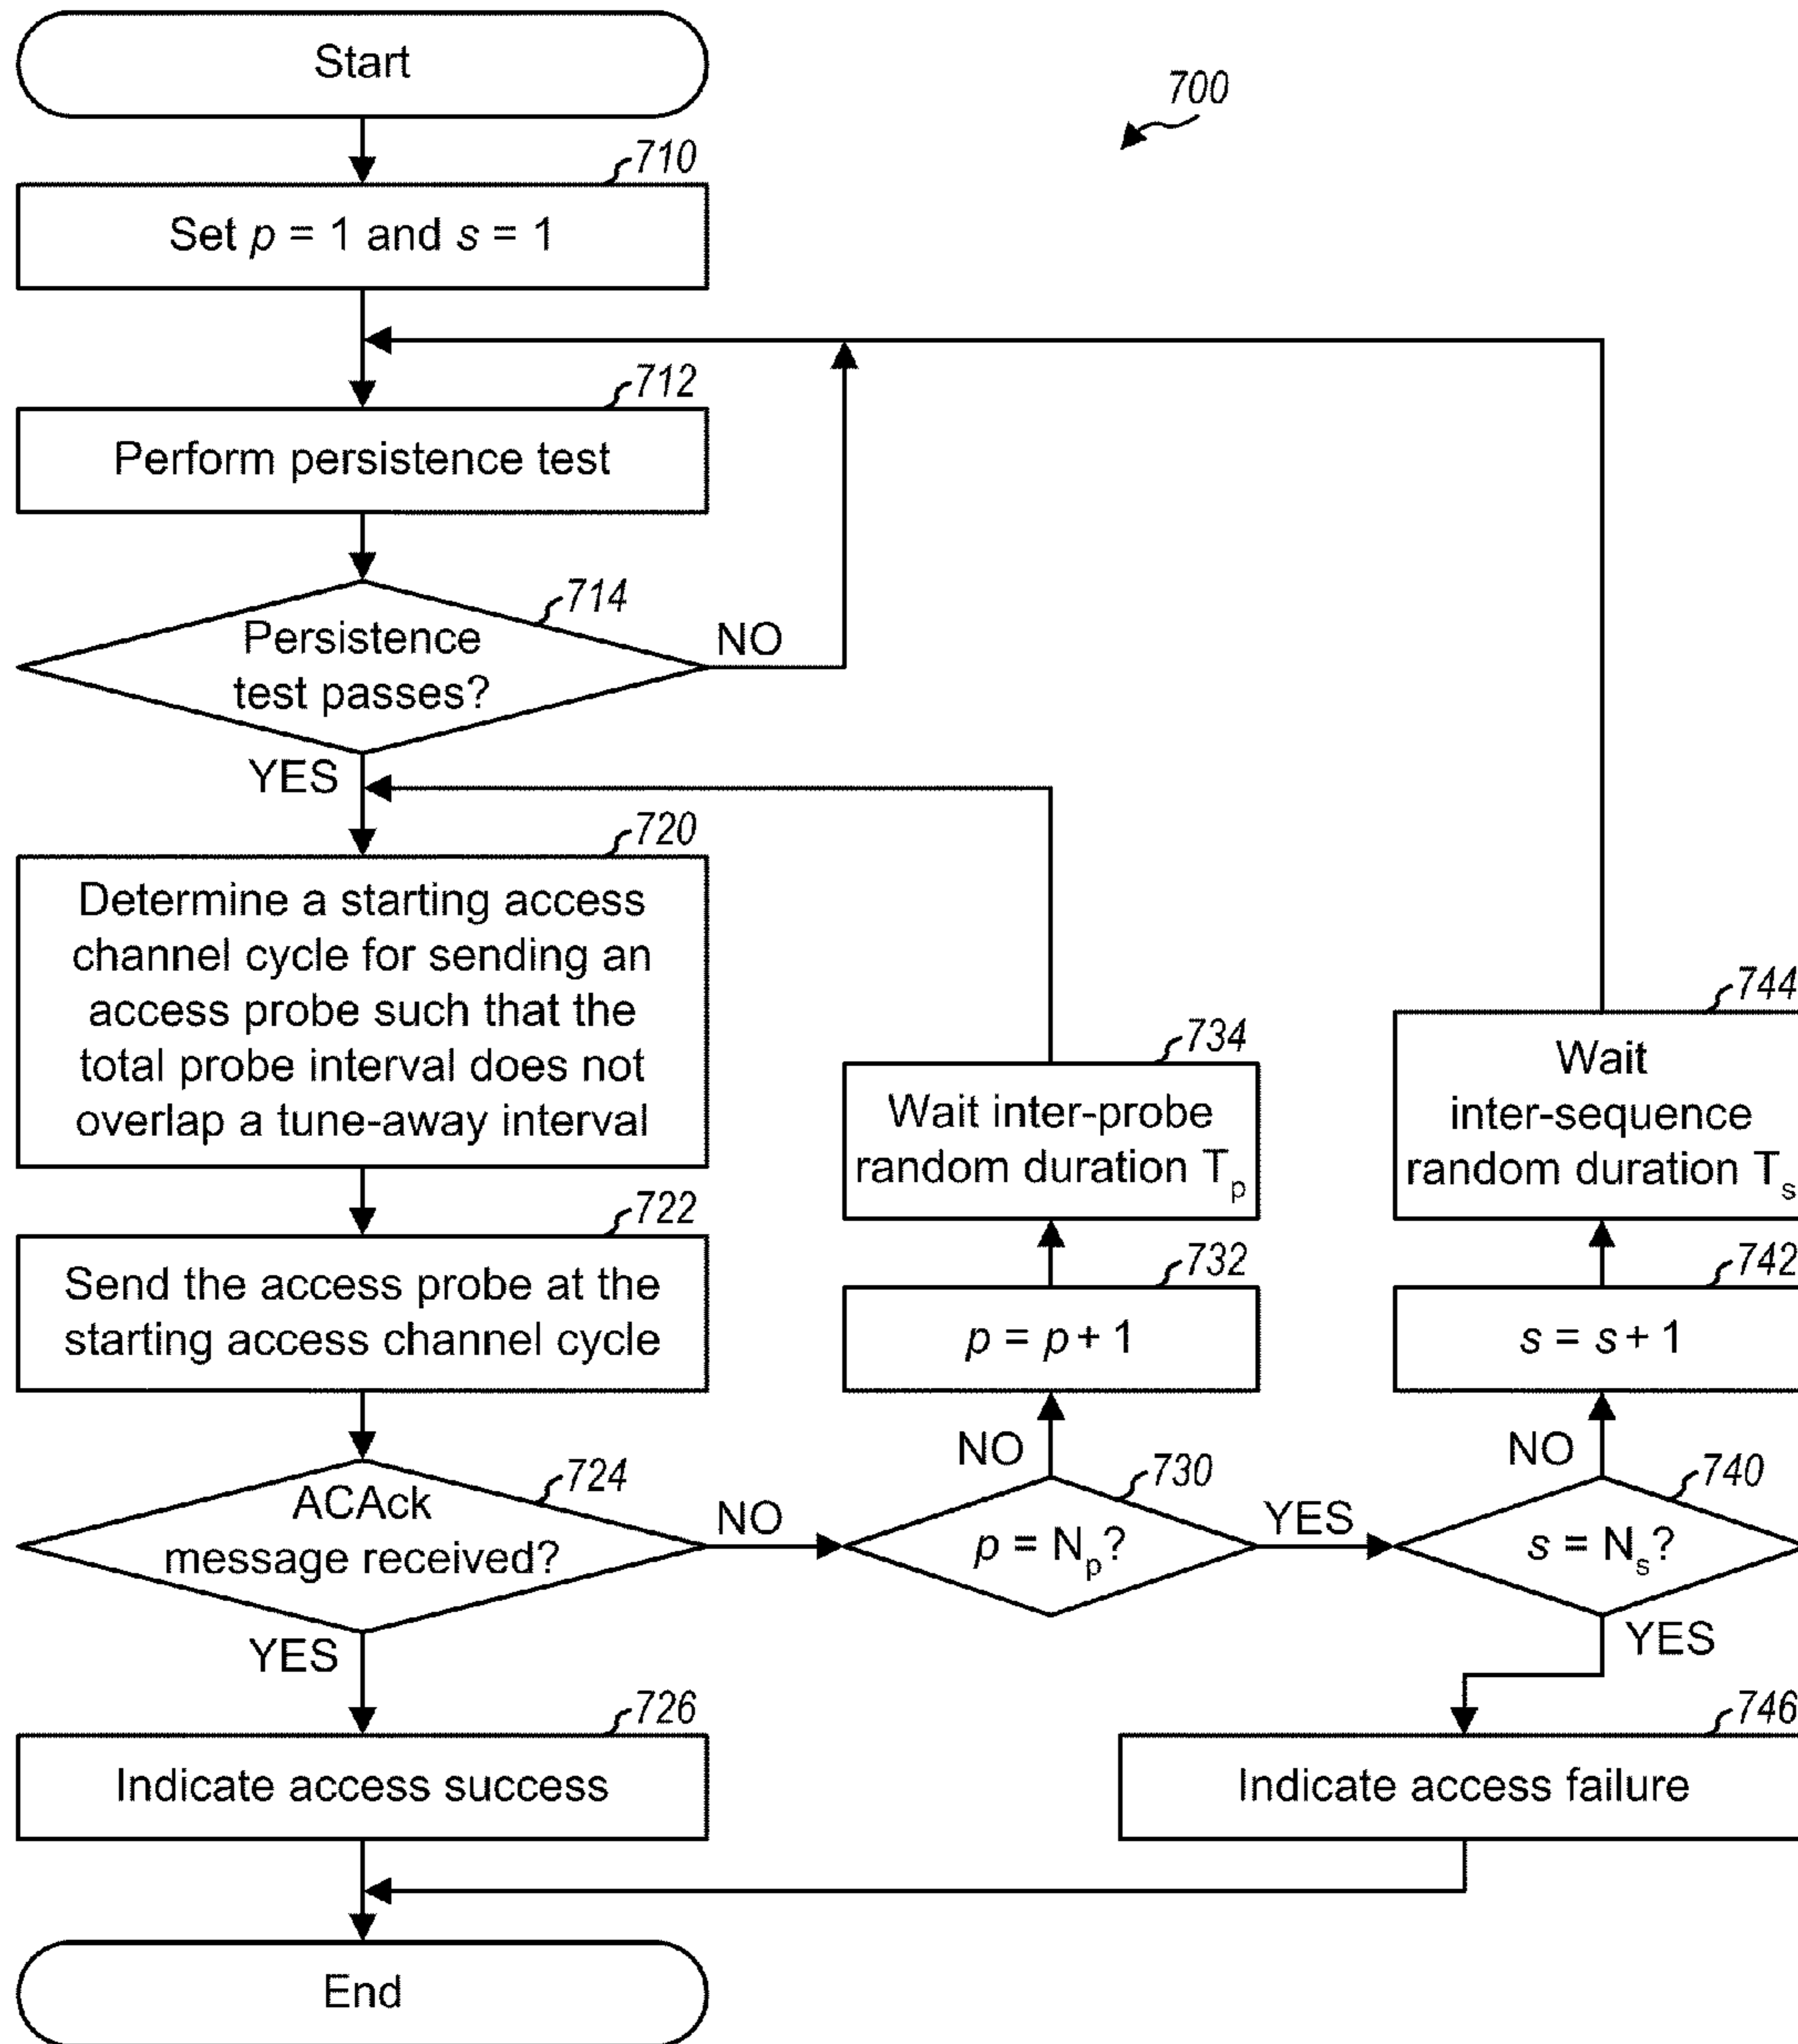 Start
700
710
Set p = 1 and s = 1
712
Perform persistence test
714
Persistence
test passes?
NO
YES
720
Determine a starting access
channel cycle for sending an
access probe such that the
total probe interval does not
overlap a tune-away interval
722
Send the access probe at the
starting access channel cycle
724
ACAck
message received?
NO
YES
726
Indicate access success
730
p = Np?
NO
YES
732
p = p + 1
734
Wait inter-probe
random duration Tp
740
s = Ns?
NO
YES
742
s = s + 1
744
Wait
inter-sequence
random duration Ts
746
Indicate access failure
End